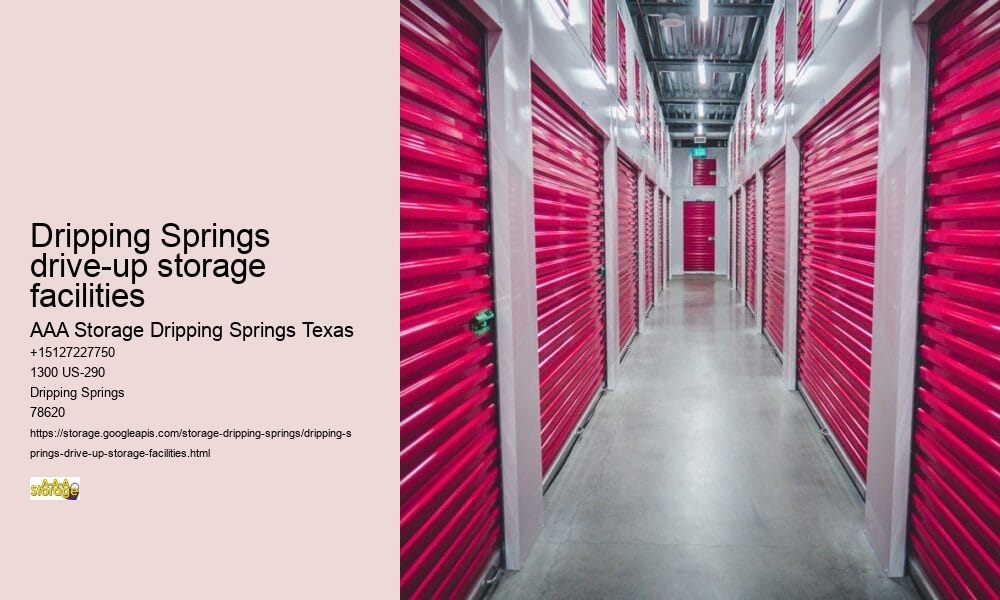 Dripping Springs
drive-up storage
facilities
AAA Storage Dripping Springs Texas
+15127227750
1300 US-290
Dripping Springs
78620
https://storage.googleapis.com/storage-dripping-springs/dripping-s
prings-drive-up-storage-facilities.html
AAA
Storage